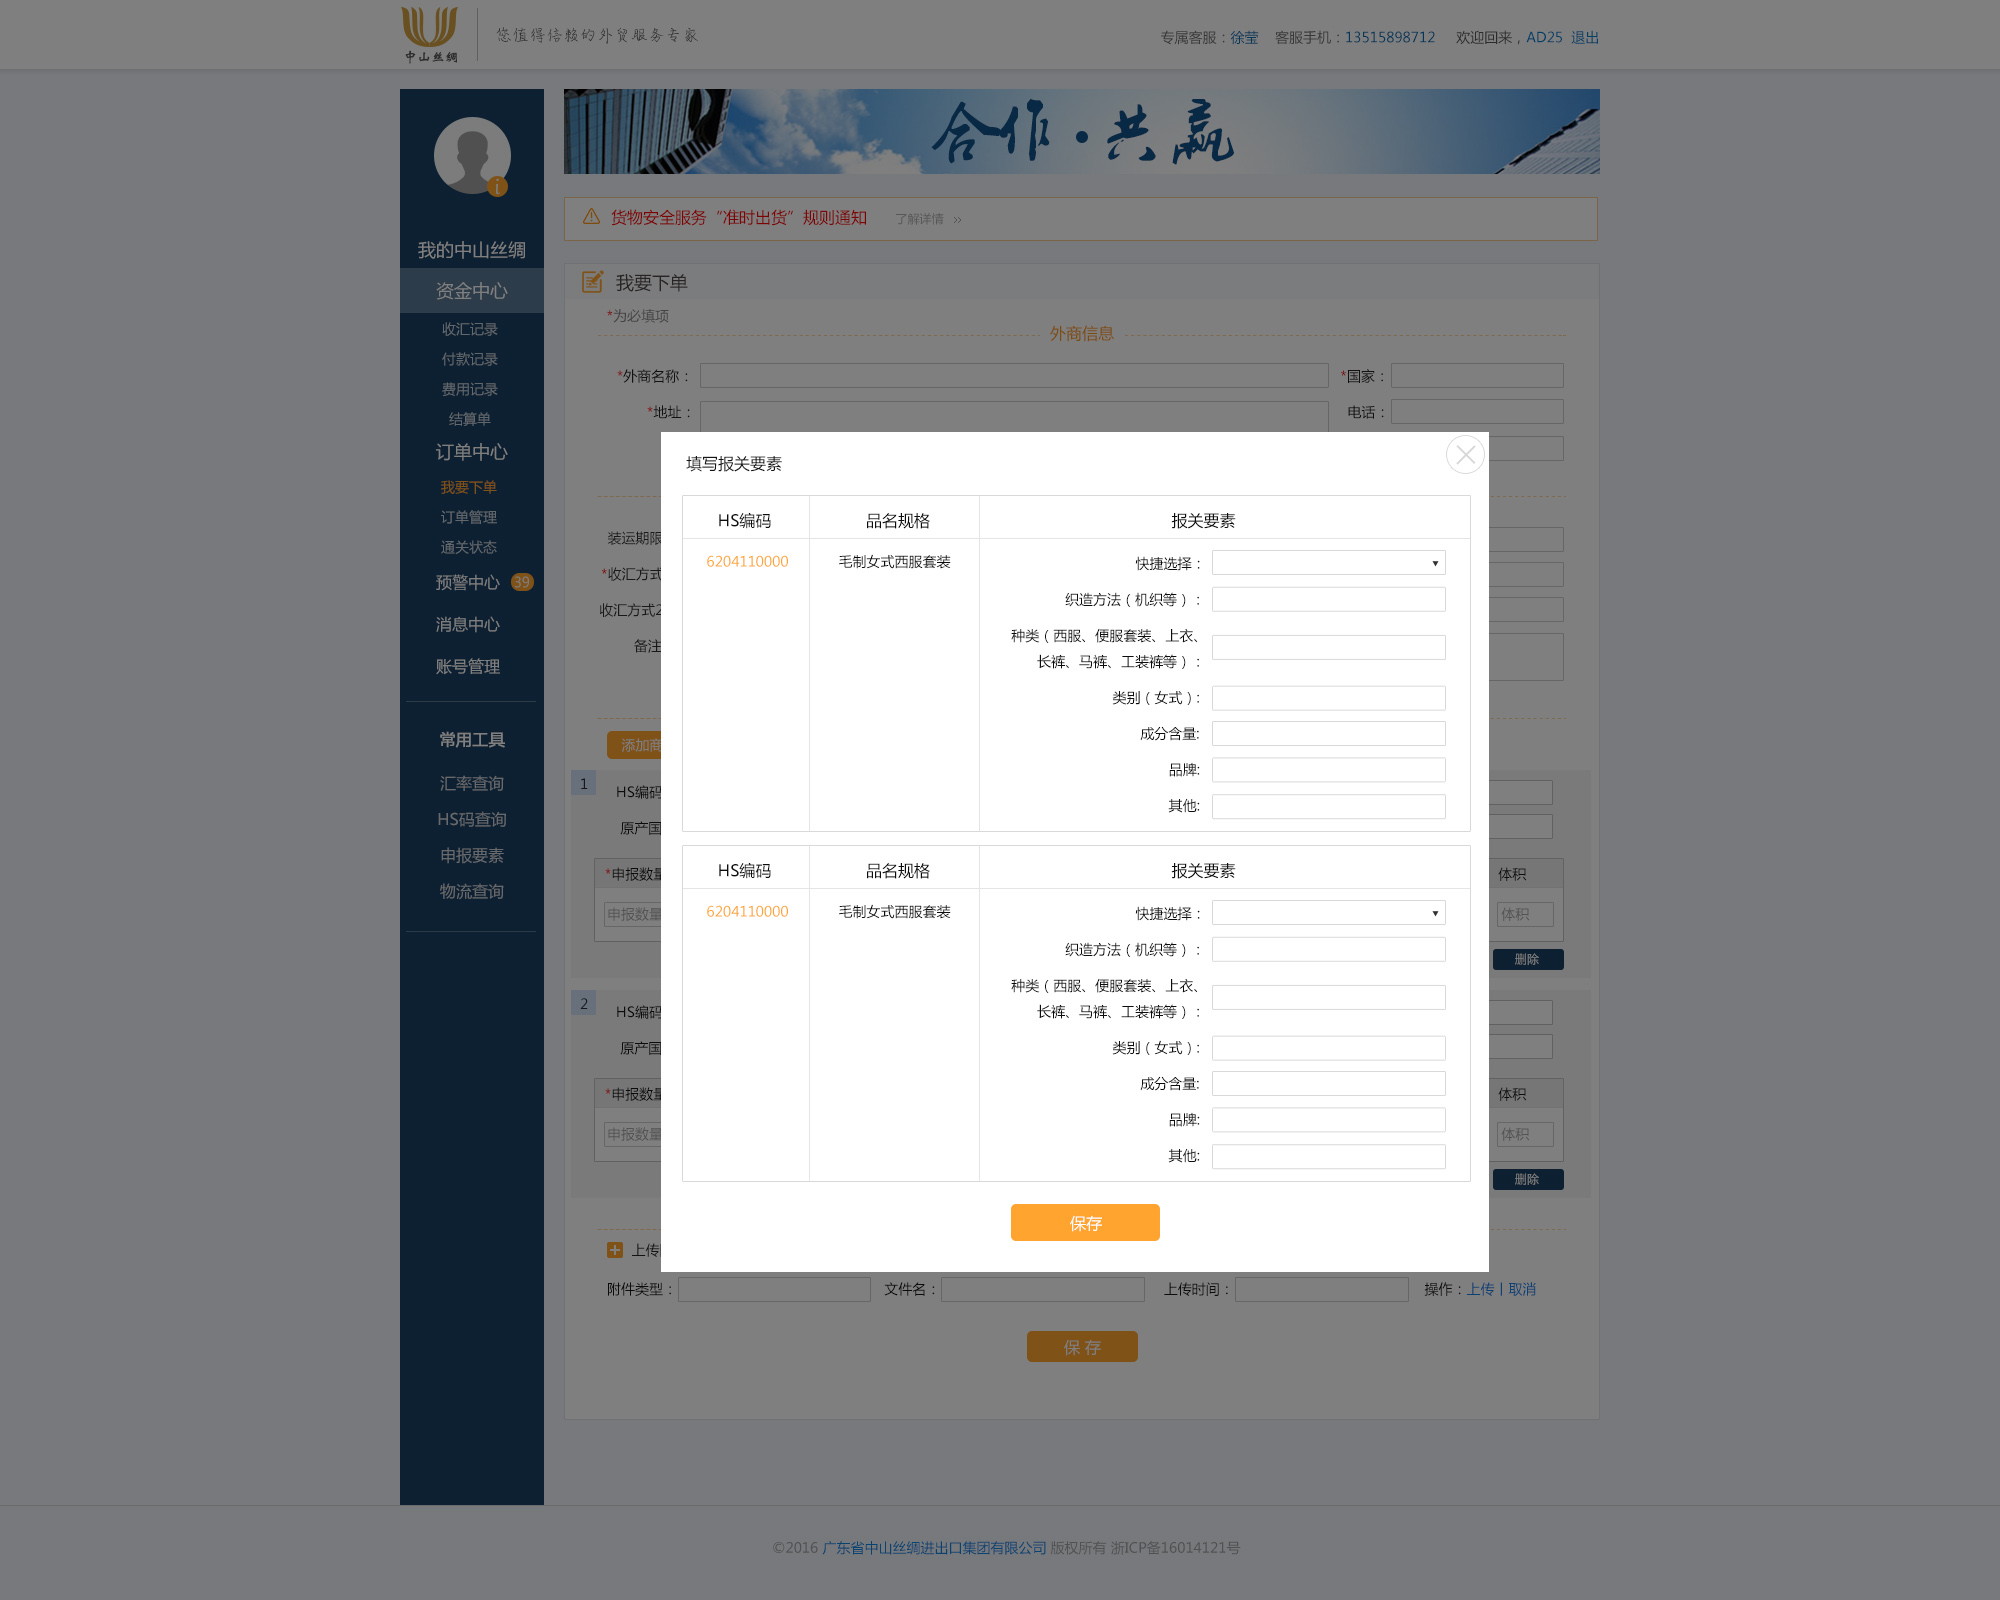 中山丝绸
您值得信赖的外贸服务专家
专属客服：徐莹 客服手机：13515898712 欢迎回来，AD25 退出
合作·共赢
我的中山丝绸
资金中心
收汇记录
付款记录
费用记录
结算单
订单中心
我要下单
订单管理
通关状态
预警中心 39
消息中心
账号管理
常用工具
汇率查询
HS码查询
申报要素
物流查询
货物安全服务“准时出货”规则通知 了解详情 »
我要下单
*为必填项
外商信息
*外商名称： *国家：
*地址： 电话：
装运期限
*收汇方式
收汇方式2
备注
添加商
1 HS编码
原产国
*申报数量 体积
申报数量 体积
删除
2 HS编码
原产国
*申报数量 体积
申报数量 体积
删除
上传
附件类型： 文件名： 上传时间： 操作：上传 | 取消
保 存
填写报关要素
HS编码 品名规格 报关要素
6204110000 毛制女式西服套装 快捷选择：
织造方法（机织等）：
种类（西服、便服套装、上衣、
长裤、马裤、工装裤等）：
类别（女式）:
成分含量:
品牌:
其他:
HS编码 品名规格 报关要素
6204110000 毛制女式西服套装 快捷选择：
织造方法（机织等）：
种类（西服、便服套装、上衣、
长裤、马裤、工装裤等）：
类别（女式）:
成分含量:
品牌:
其他:
保存
©2016 广东省中山丝绸进出口集团有限公司 版权所有 浙ICP备16014121号